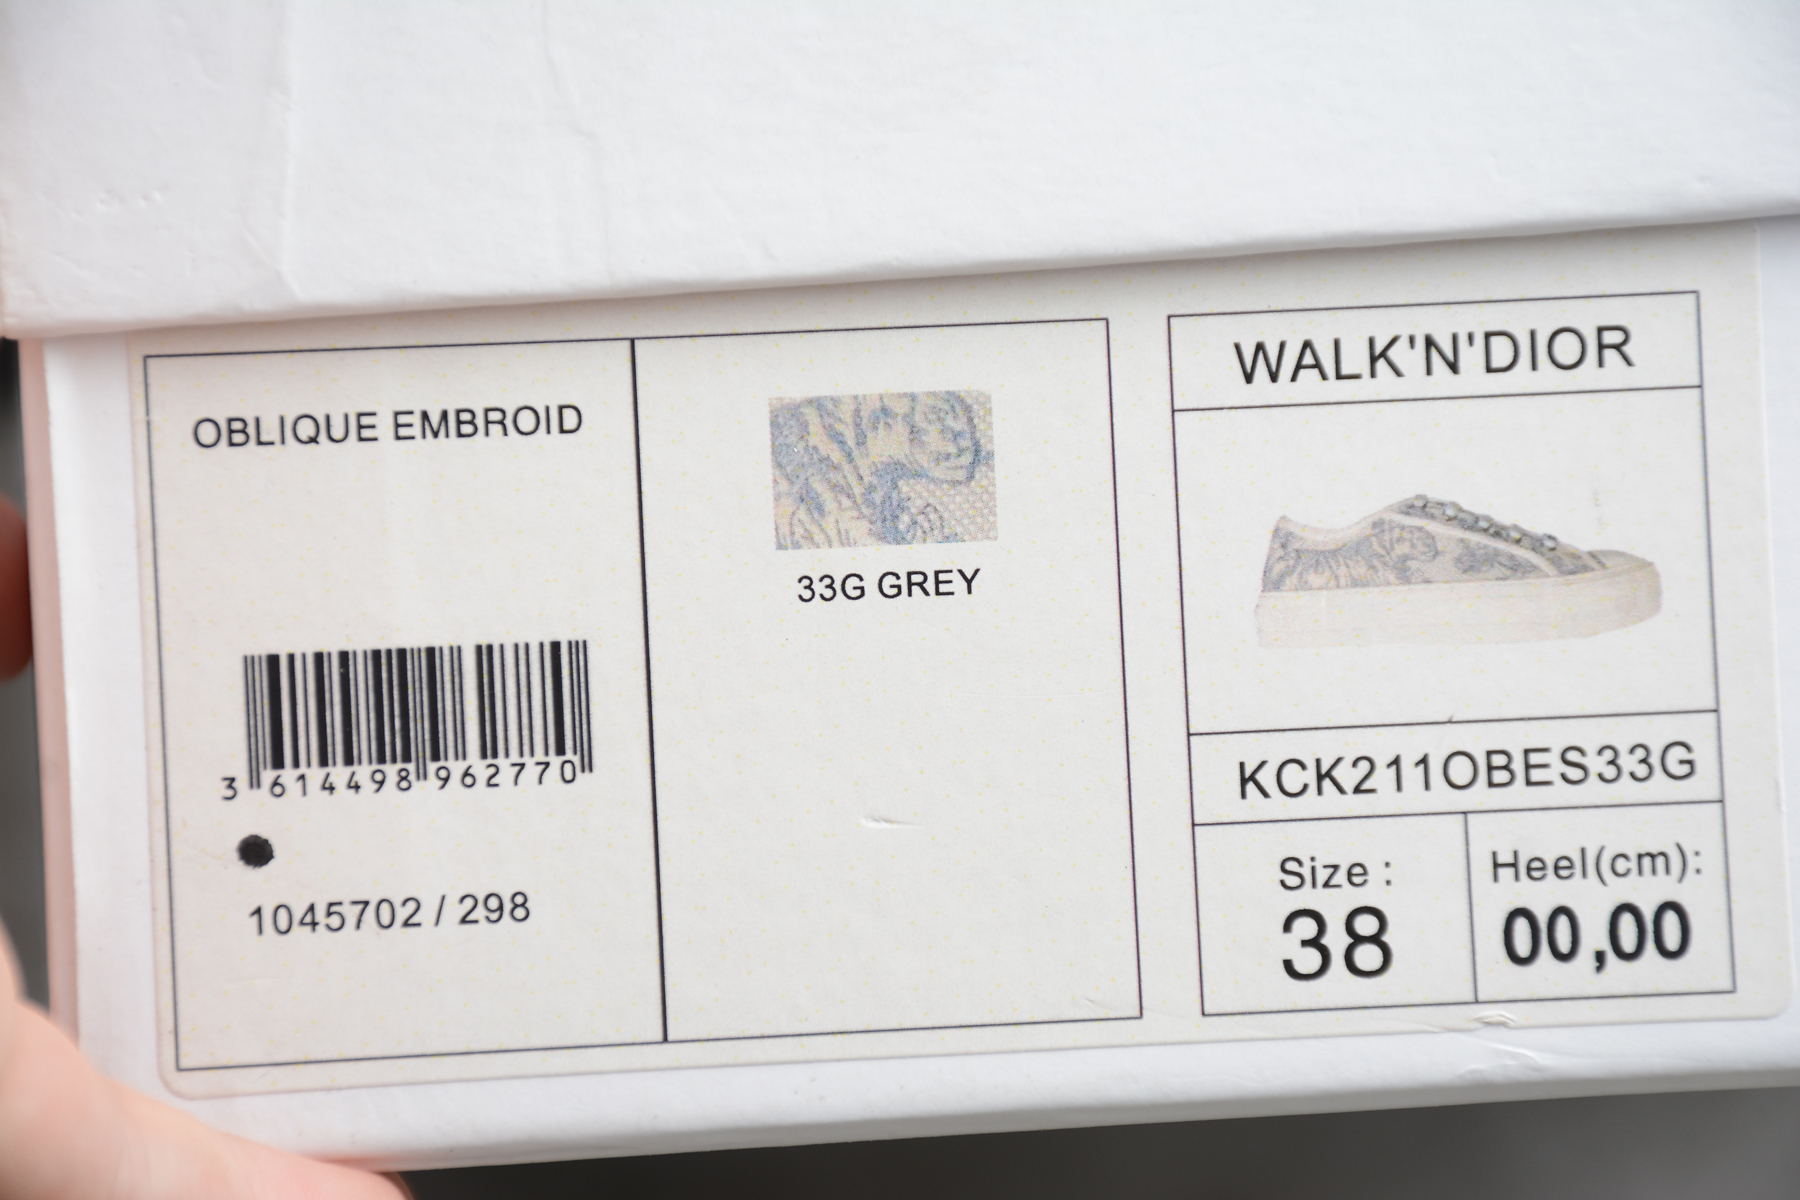 OBLIQUE EMBROID
3 614498 962770
1045702 / 298
33G GREY
WALK'N'DIOR
KCK211OBES33G
Size :
38
Heel(cm):
00,00